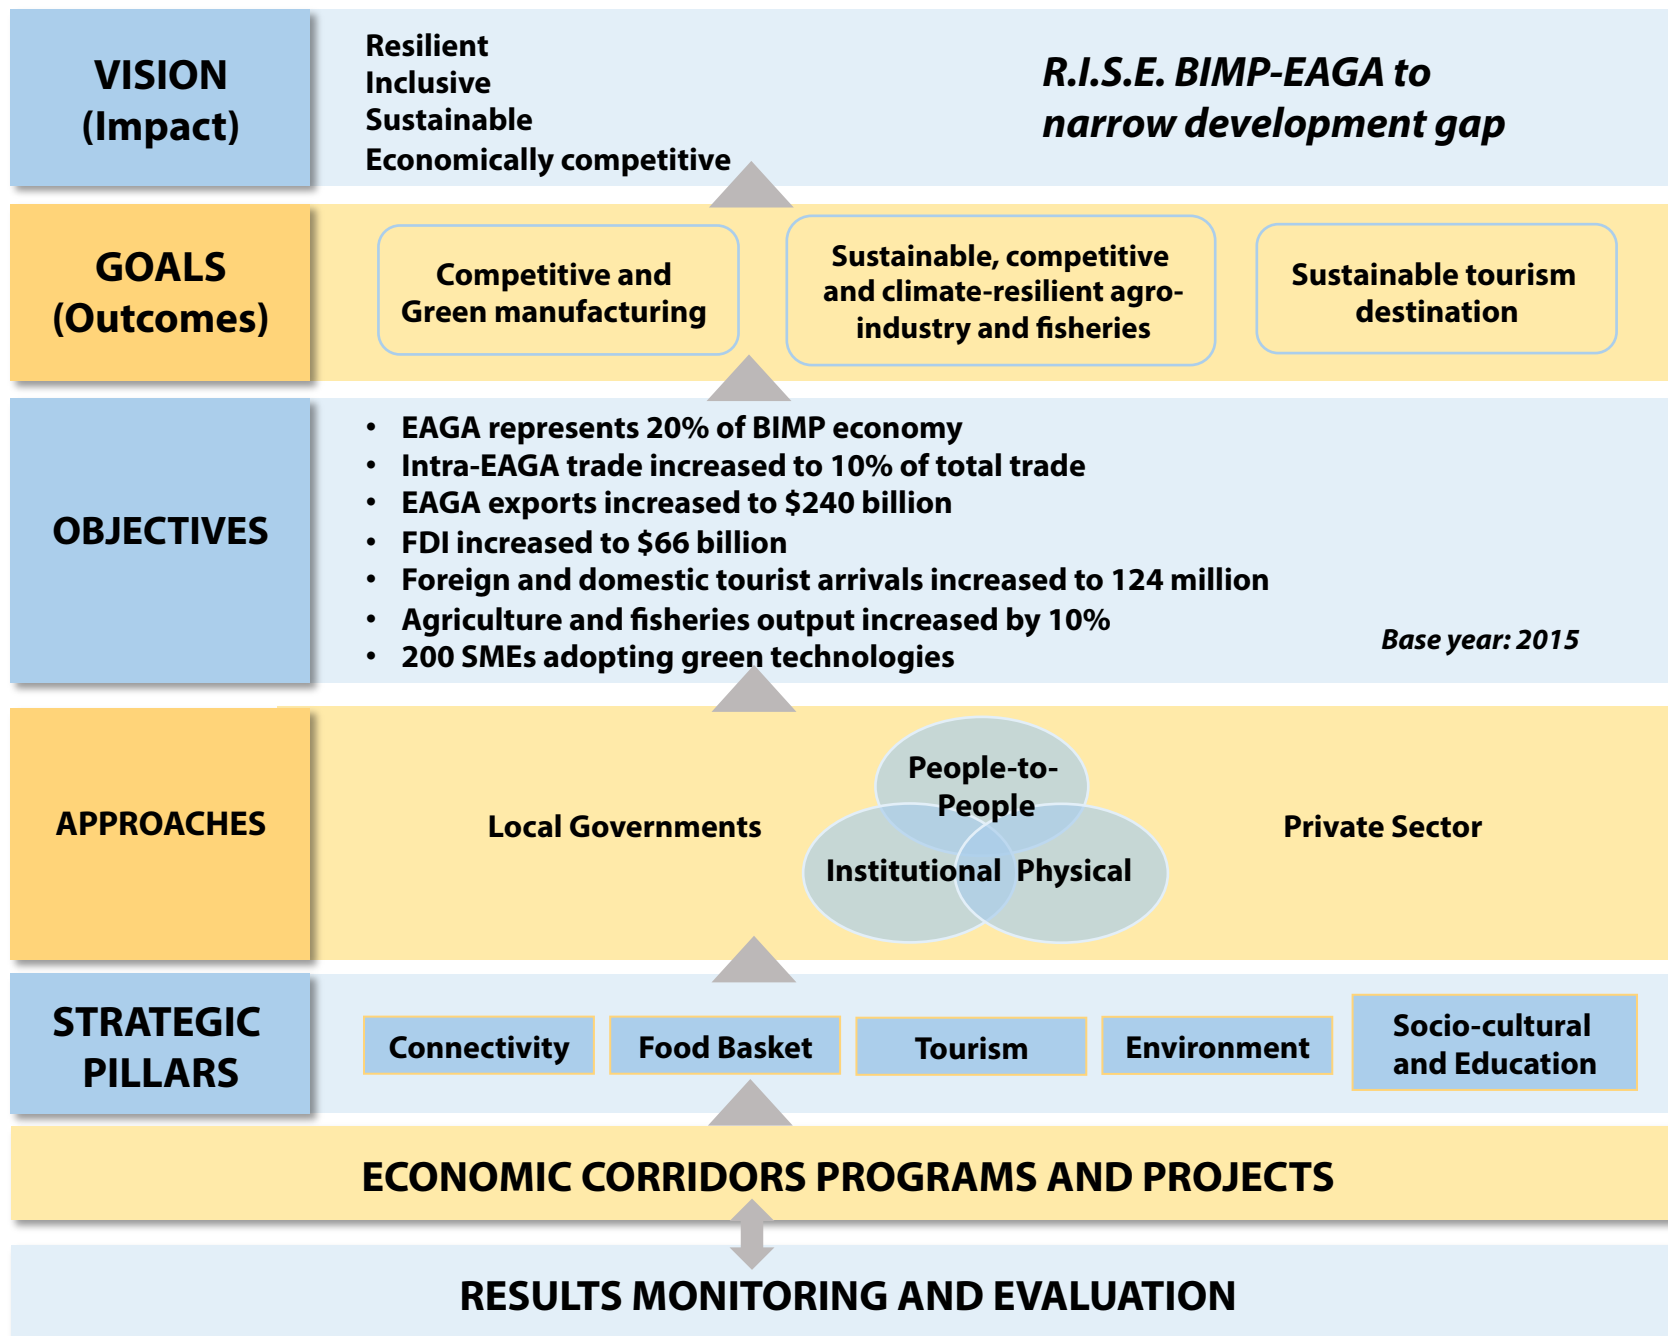 VISION
(Impact)
Resilient
Inclusive
Sustainable
Economically competitive
R.I.S.E. BIMP-EAGA to
narrow development gap
GOALS
(Outcomes)
Competitive and
Green manufacturing
Sustainable, competitive
and climate-resilient agro-
industry and fisheries
Sustainable tourism
destination
OBJECTIVES
• EAGA represents 20% of BIMP economy
• Intra-EAGA trade increased to 10% of total trade
• EAGA exports increased to $240 billion
• FDI increased to $66 billion
• Foreign and domestic tourist arrivals increased to 124 million
• Agriculture and fisheries output increased by 10%
• 200 SMEs adopting green technologies
Base year: 2015
APPROACHES
Local Governments
People-to-
People
Institutional
Physical
Private Sector
STRATEGIC
PILLARS
Connectivity
Food Basket
Tourism
Environment
Socio-cultural
and Education
ECONOMIC CORRIDORS PROGRAMS AND PROJECTS
RESULTS MONITORING AND EVALUATION